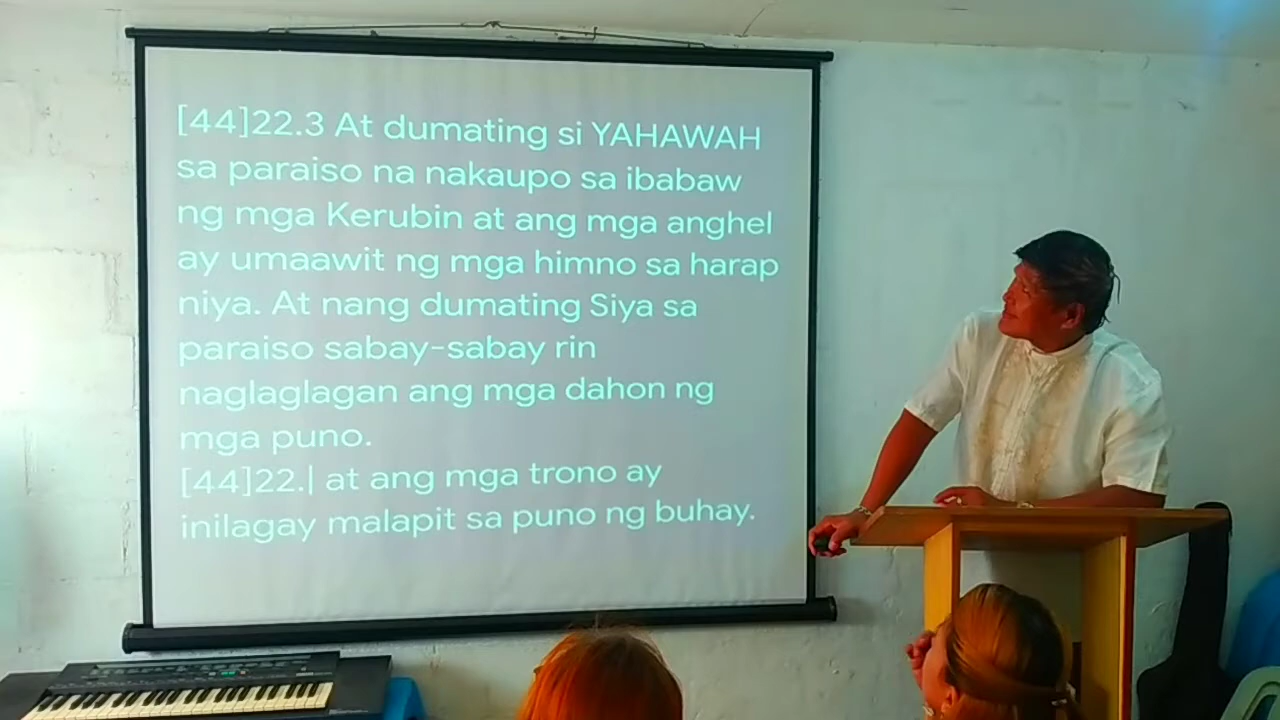 [44]22.3 At dumating si YAHAWAH
sa paraiso na nakaupo sa ibabaw
ng mga Kerubin at ang mga anghel
ay umaawit ng mga himno sa harap
niya. At nang dumating Siya sa
paraiso sabay-sabay rin
naglaglagan ang mga dahon ng
mga puno.
[44]22.| at ang mga trono ay
inilagay malapit sa puno ng buhay.